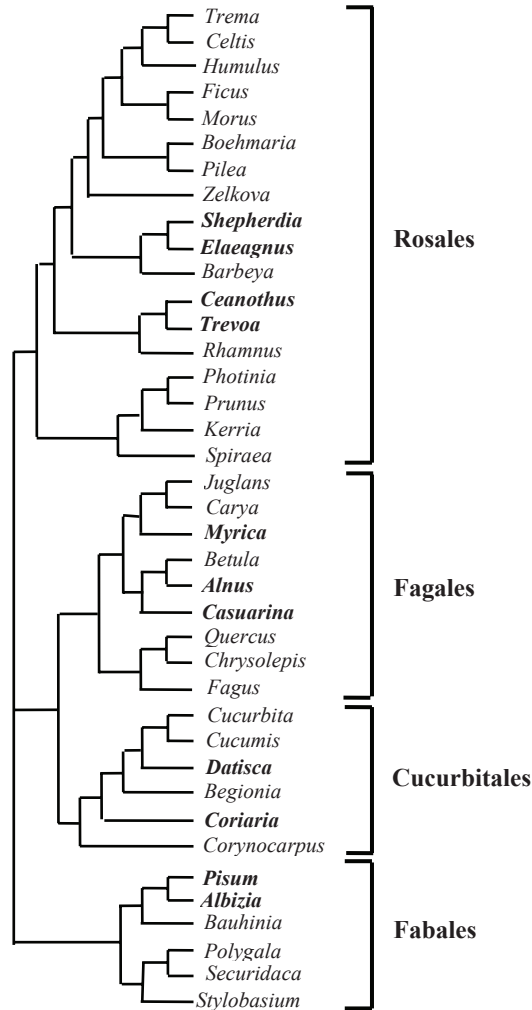 Trema
Celtis
Humulus
Ficus
Morus
Boehmaria
Pilea
Zelkova
Shepherdia
Elaeagnus
Barbeya
Ceanothus
Trevoa
Rhamnus
Photinia
Prunus
Kerria
Spiraea
Rosales
Juglans
Carya
Myrica
Betula
Alnus
Casuarina
Quercus
Chrysolepis
Fagus
Fagales
Cucurbita
Cucumis
Datisca
Begionia
Coriaria
Corynocarpus
Cucurbitales
Pisum
Albizia
Bauhinia
Polygala
Securidaca
Stylobasium
Fabales